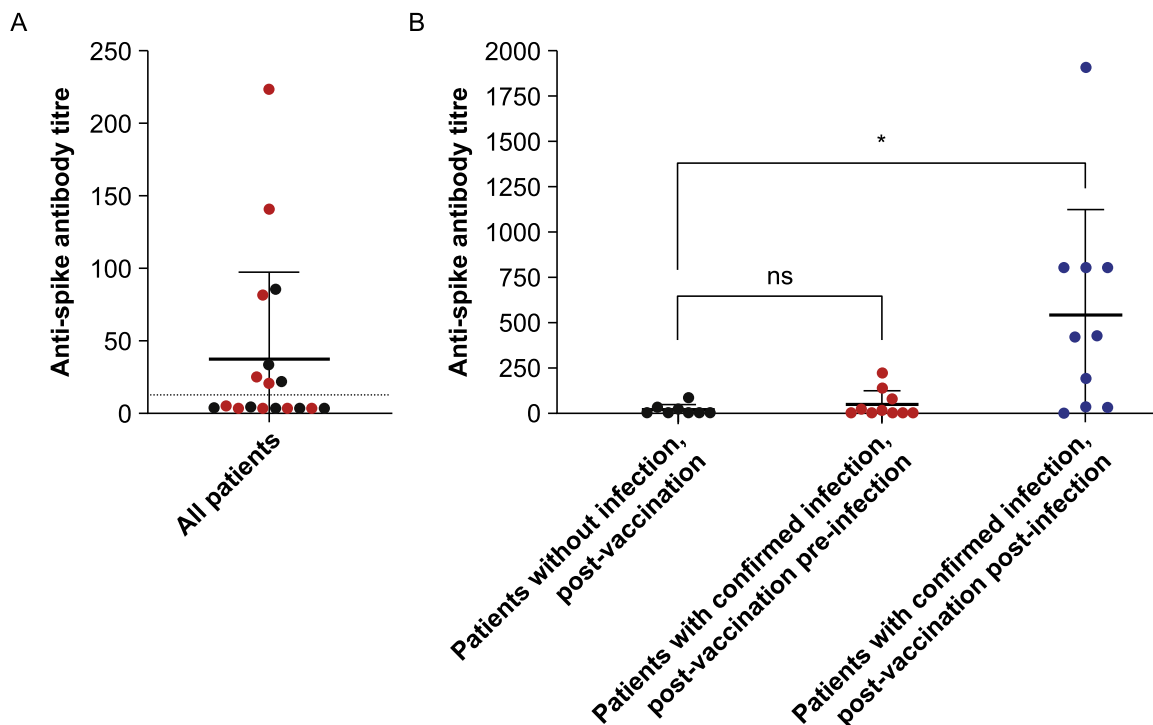 A
Anti-spike antibody titre
250
200
150
100
50
0
All patients
B
Anti-spike antibody titre
2000
1750
1500
1250
1000
750
500
250
0
*
ns
Patients without infection,
post-vaccination
Patients with confirmed infection,
post-vaccination pre-infection
Patients with confirmed infection,
post-vaccination post-infection